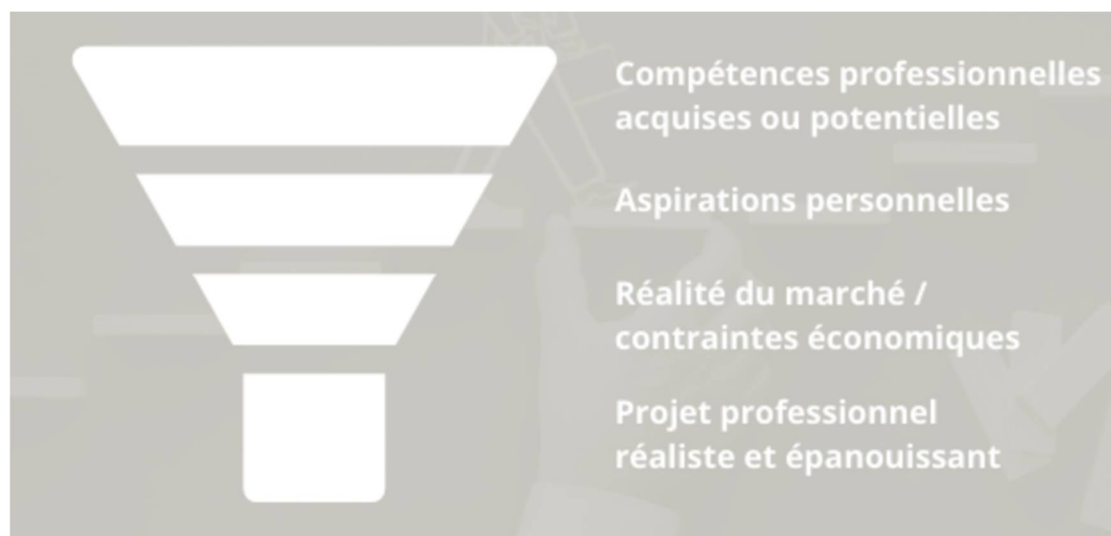 Compétences professionnelles
acquises ou potentielles
Aspirations personnelles
Réalité du marché /
contraintes économiques
Projet professionnel
réaliste et épanouissant